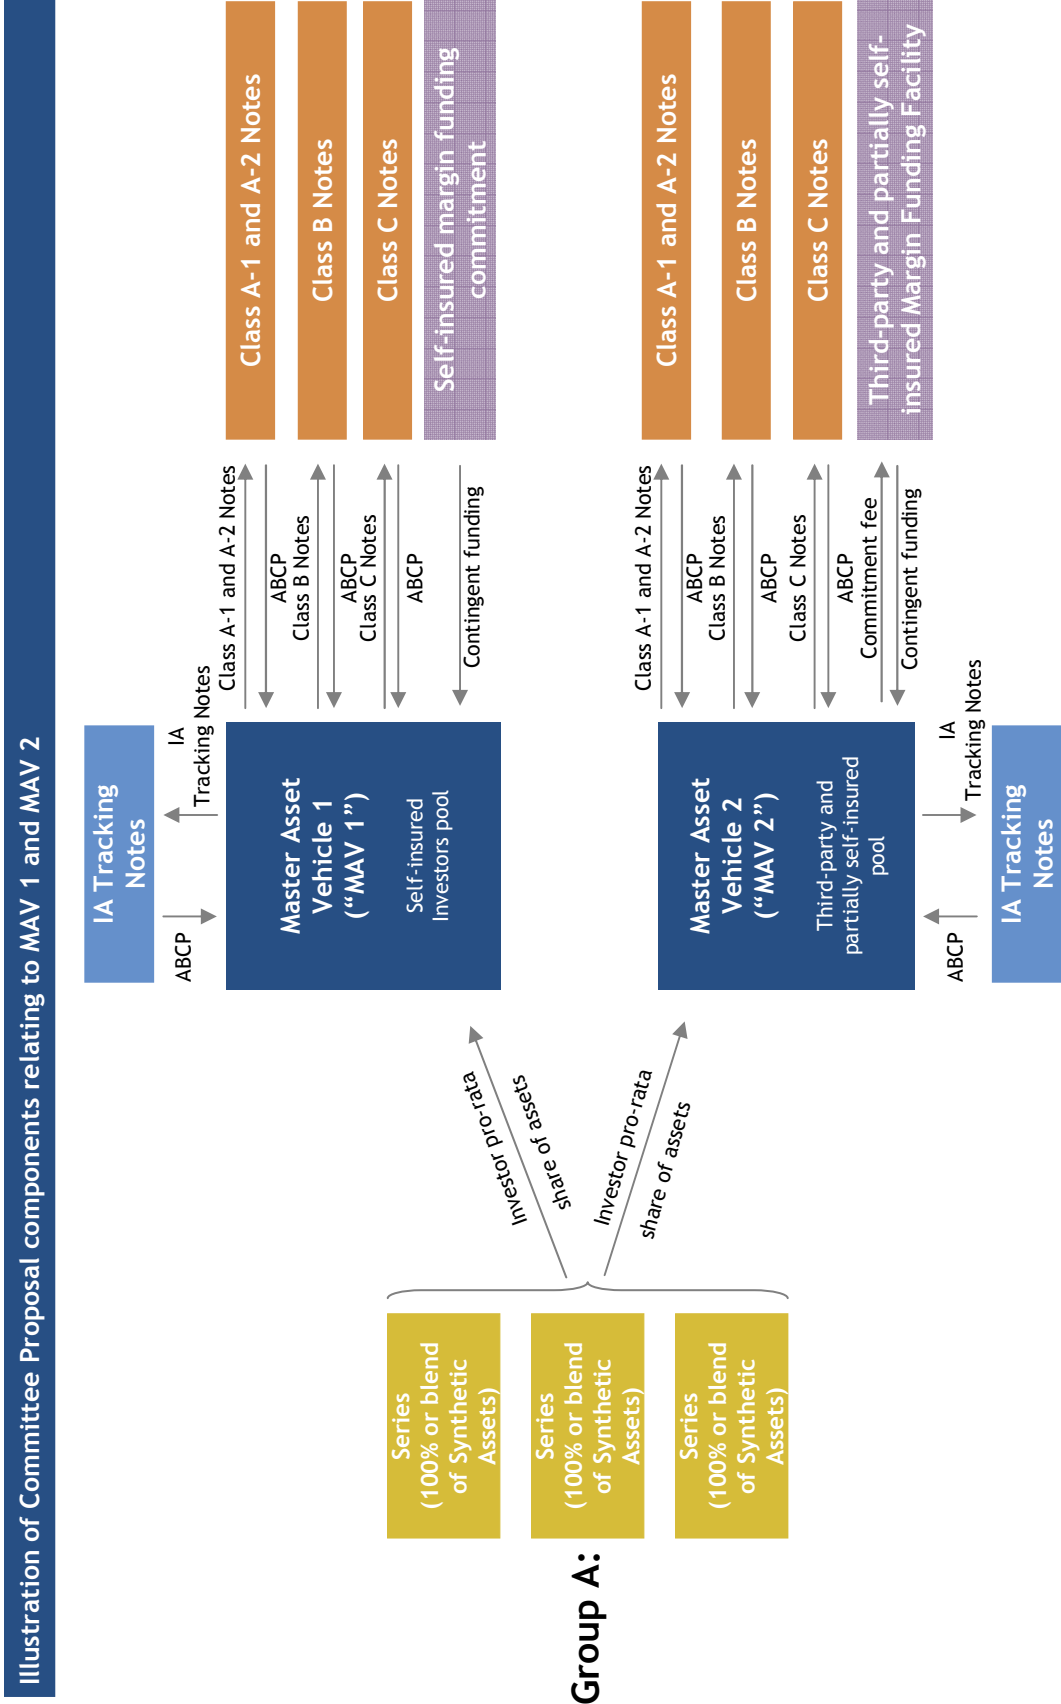 Illustration of Committee Proposal components relating to MAV 1 and MAV 2
Group A:
Series
(100% or blend
of Synthetic
Assets)
Series
(100% or blend
of Synthetic
Assets)
Series
(100% or blend
of Synthetic
Assets)
Investor pro-rata
share of assets
Investor pro-rata
share of assets
IA Tracking
Notes
ABCP
IA
Tracking Notes
Master Asset
Vehicle 1
(“MAV 1”)
Self-insured
Investors pool
Class A-1 and A-2 Notes
ABCP
Class B Notes
ABCP
Class C Notes
ABCP
Contingent funding
Class A-1 and A-2 Notes
Class B Notes
Class C Notes
Self-insured margin funding
commitment
Master Asset
Vehicle 2
(“MAV 2”)
Third-party and
partially self-insured
pool
Class A-1 and A-2 Notes
ABCP
Class B Notes
ABCP
Class C Notes
ABCP
Commitment fee
Contingent funding
Class A-1 and A-2 Notes
Class B Notes
Class C Notes
Third-party and partially self-
insured Margin Funding Facility
ABCP
IA
Tracking Notes
IA Tracking
Notes